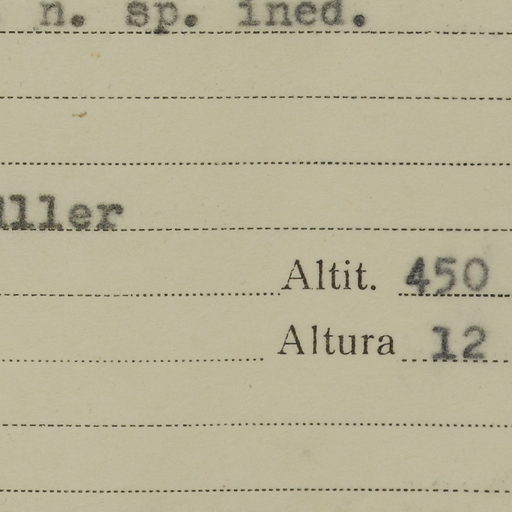 n. sp. ined.
ller
Altit. 450
Altura 12